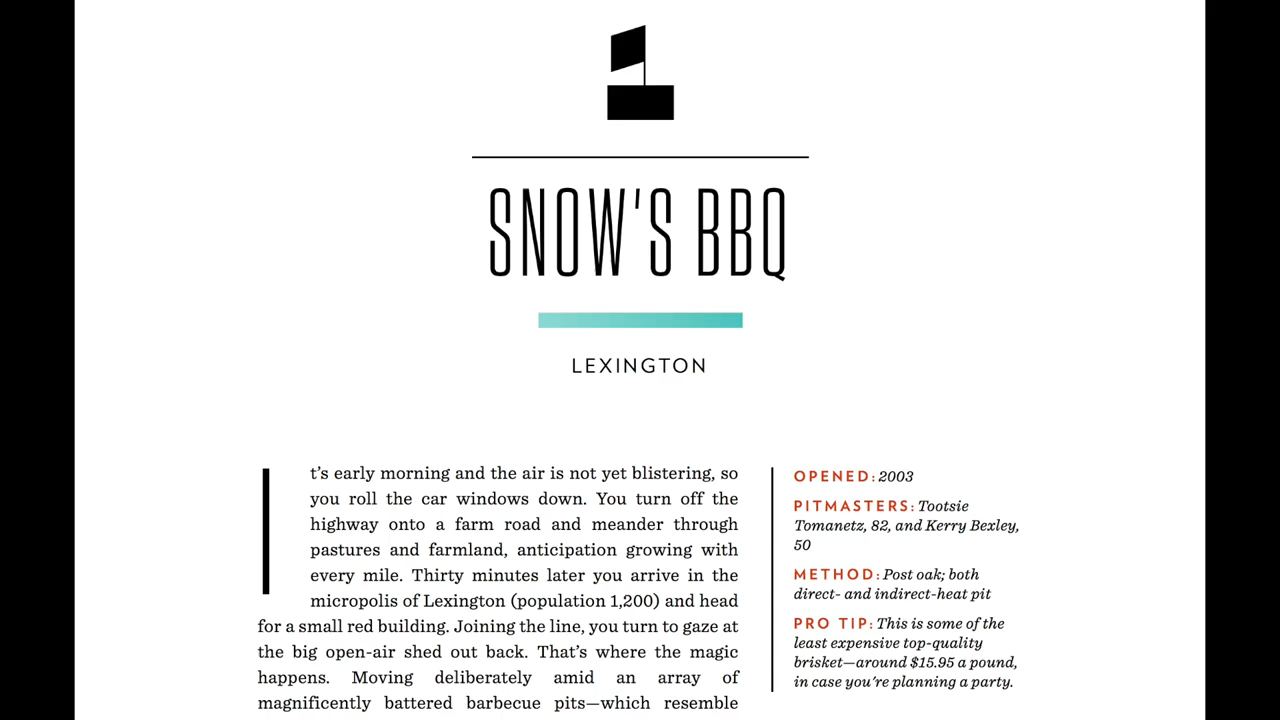 1
SNOW'S BBQ
LEXINGTON
It's early morning and the air is not yet blistering, so
you roll the car windows down. You turn off the
highway onto a farm road and meander through
pastures and farmland, anticipation growing with
every mile. Thirty minutes later you arrive in the
micropolis of Lexington (population 1,200) and head
for a small red building. Joining the line, you turn to gaze at
the big open-air shed out back. That's where the magic
happens. Moving deliberately amid an array of
magnificently battered barbecue pits—which resemble
OPENED: 2003
PITMASTERS: Tootsie
Tomanetz, 82, and Kerry Bexley,
50
METHOD: Post oak; both
direct- and indirect-heat pit
PRO TIP: This is some of the
least expensive top-quality
brisket—around $15.95 a pound,
in case you're planning a party.